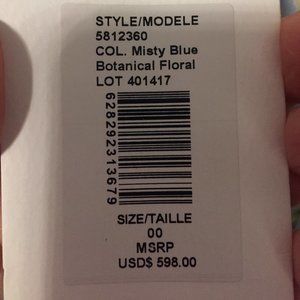 STYLE/MODELE
5812360
COL. Misty Blue
Botanical Floral
LOT 401417
628292313679
SIZE/TAILLE
00
MSRP
USD$ 598.00